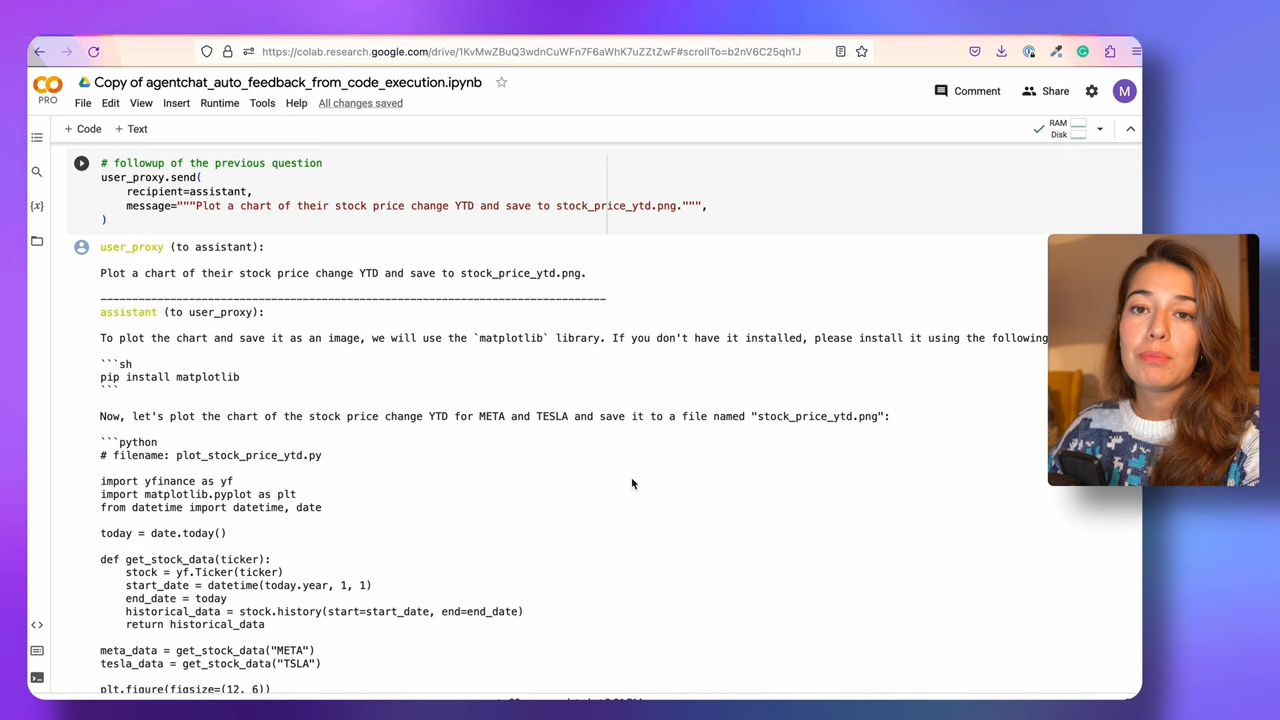 https://colab.research.google.com/drive/1KvMwZBuQ3wdnCuWFn7F6aWhK7uZZtZwF#scrollTo=b2nV6C25qh1J
CO
PRO
Copy of agentchat_auto_feedback_from_code_execution.ipynb
Comment
Share
M
File Edit View Insert Runtime Tools Help All changes saved
+ Code + Text
RAM
Disk
# followup of the previous question
user_proxy.send(
    recipient=assistant,
    message="""Plot a chart of their stock price change YTD and save to stock_price_ytd.png.""",
)
user_proxy (to assistant):
Plot a chart of their stock price change YTD and save to stock_price_ytd.png.
--------------------------------------------------------------------------------
assistant (to user_proxy):
To plot the chart and save it as an image, we will use the `matplotlib` library. If you don't have it installed, please install it using the following
```sh
pip install matplotlib
```
Now, let's plot the chart of the stock price change YTD for META and TESLA and save it to a file named "stock_price_ytd.png":
```python
# filename: plot_stock_price_ytd.py
import yfinance as yf
import matplotlib.pyplot as plt
from datetime import datetime, date
today = date.today()
def get_stock_data(ticker):
    stock = yf.Ticker(ticker)
    start_date = datetime(today.year, 1, 1)
    end_date = today
    historical_data = stock.history(start=start_date, end=end_date)
    return historical_data
meta_data = get_stock_data("META")
tesla_data = get_stock_data("TSLA")
plt.figure(figsize=(12, 6))